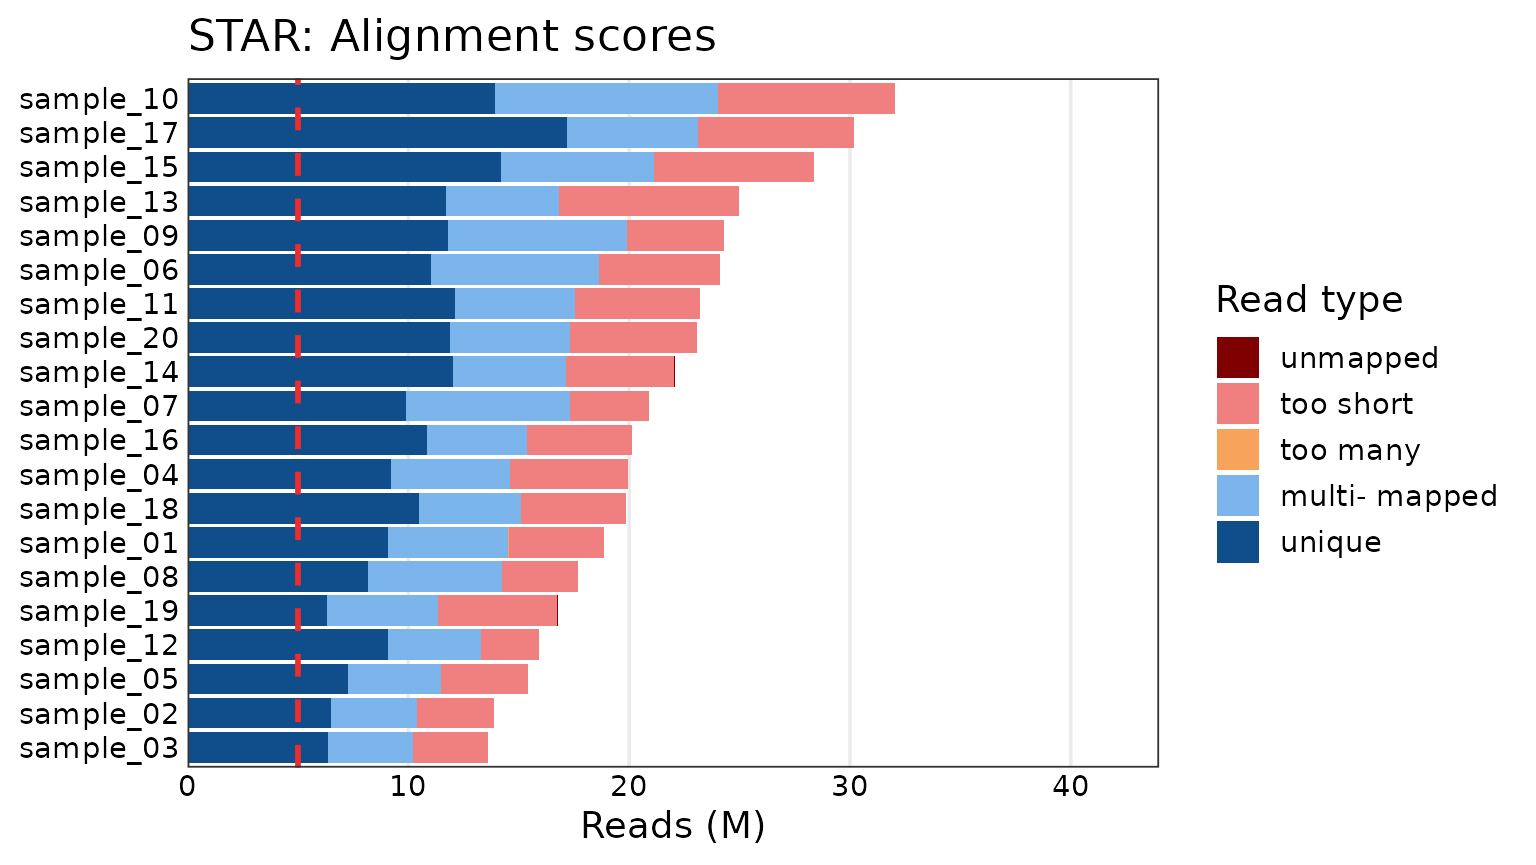 STAR: Alignment scores
sample_10
sample_17
sample_15
sample_13
sample_09
sample_06
sample_11
sample_20
sample_14
sample_07
sample_16
sample_04
sample_18
sample_01
sample_08
sample_19
sample_12
sample_05
sample_02
sample_03
0 10 20 30 40
Reads (M)
Read type
unmapped
too short
too many
multi- mapped
unique